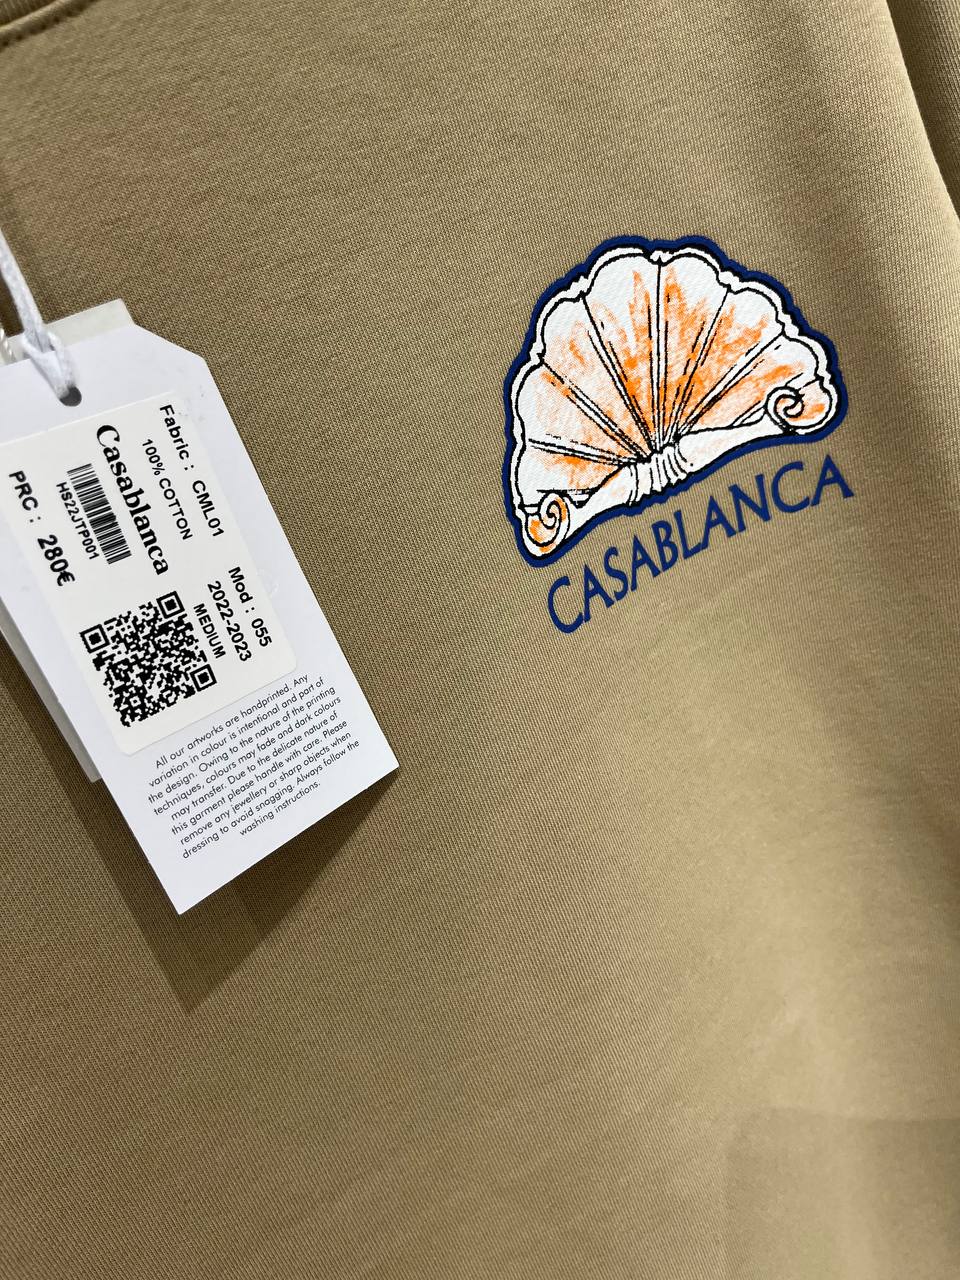 Fabric : CML01
100% COTTON
Casablanca
HS22JTP001
PRC : 280€
Mod : 055
2022-2023
MEDIUM
All our artworks are handprinted. Any
variation in colour is intentional and part of
the design. Owing to the nature of the printing
techniques, colours may fade and dark colours
may transfer. Due to the delicate nature of
this garment please handle with care. Please
remove any jewellery or sharp objects when
dressing to avoid snagging. Always follow the
washing instructions.
CASABLANCA